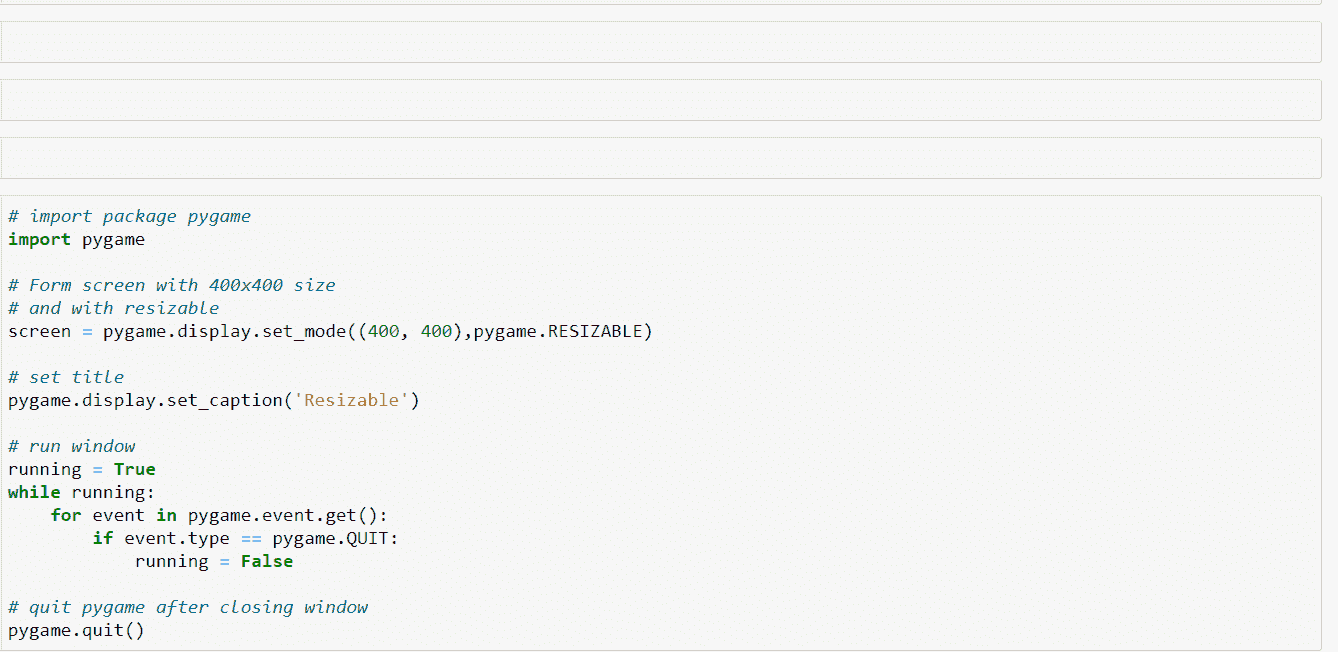 # import package pygame
import pygame
# Form screen with 400x400 size
# and with resizable
screen = pygame.display.set_mode((400, 400),pygame.RESIZABLE)
# set title
pygame.display.set_caption('Resizable')
# run window
running = True
while running:
    for event in pygame.event.get():
        if event.type == pygame.QUIT:
            running = False
# quit pygame after closing window
pygame.quit()